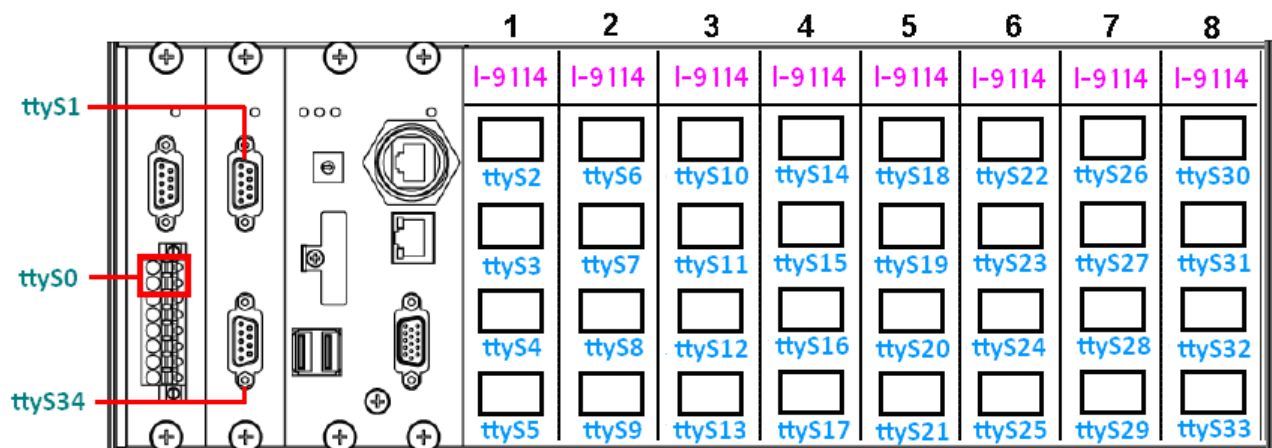 1 2 3 4 5 6 7 8
I-9114 I-9114 I-9114 I-9114 I-9114 I-9114 I-9114 I-9114
ttyS1
ttyS2 ttyS6 ttyS10 ttyS14 ttyS18 ttyS22 ttyS26 ttyS30
ttyS0
ttyS3 ttyS7 ttyS11 ttyS15 ttyS19 ttyS23 ttyS27 ttyS31
ttyS4 ttyS8 ttyS12 ttyS16 ttyS20 ttyS24 ttyS28 ttyS32
ttyS34
ttyS5 ttyS9 ttyS13 ttyS17 ttyS21 ttyS25 ttyS29 ttyS33